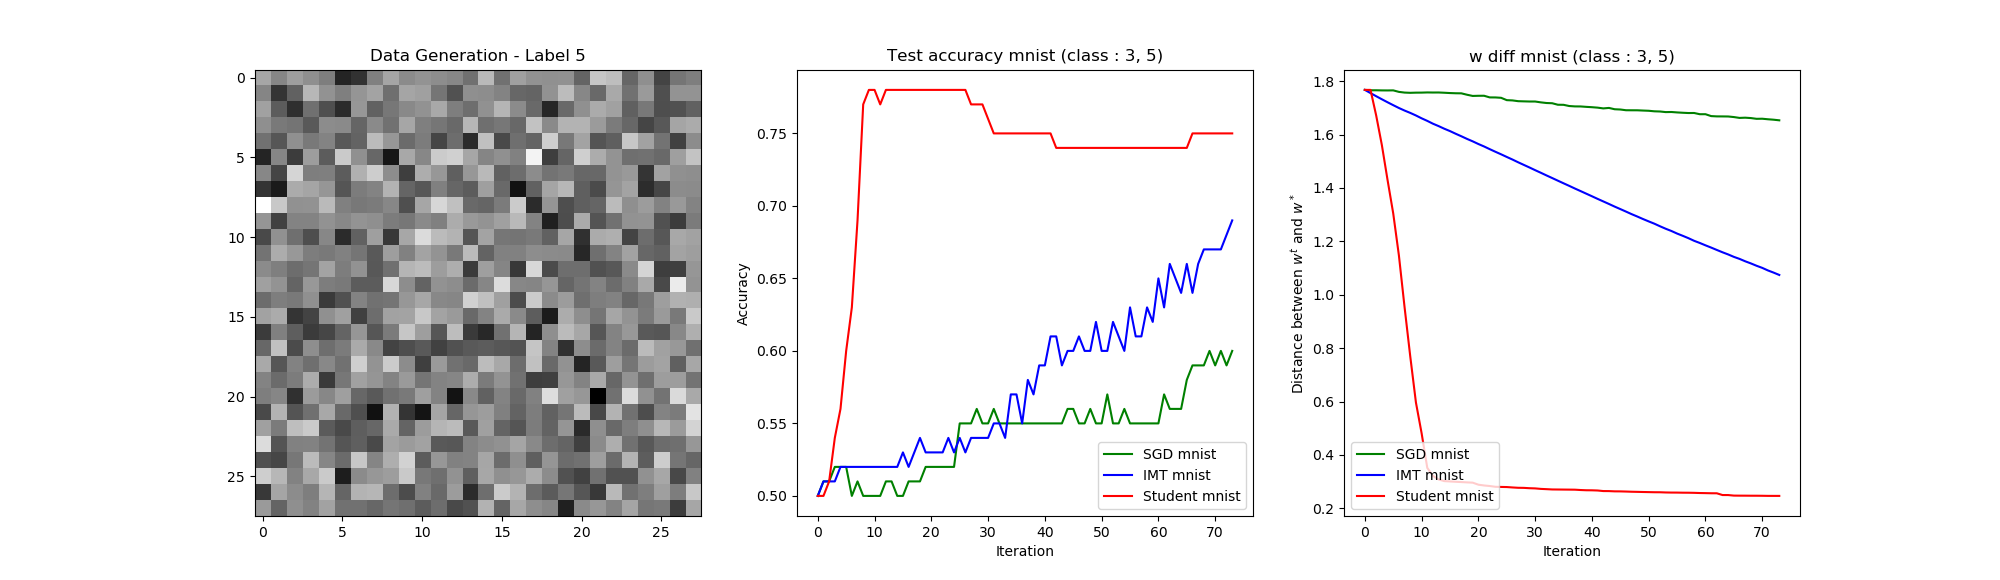 Data Generation - Label 5
0
5
10
15
20
25
0 5 10 15 20 25
Test accuracy mnist (class : 3, 5)
Accuracy
0.75
0.70
0.65
0.60
0.55
0.50
SGD mnist
IMT mnist
Student mnist
0 10 20 30 40 50 60 70
Iteration
w diff mnist (class : 3, 5)
Distance between w^t and w^*
1.8
1.6
1.4
1.2
1.0
0.8
0.6
0.4
0.2
SGD mnist
IMT mnist
Student mnist
0 10 20 30 40 50 60 70
Iteration